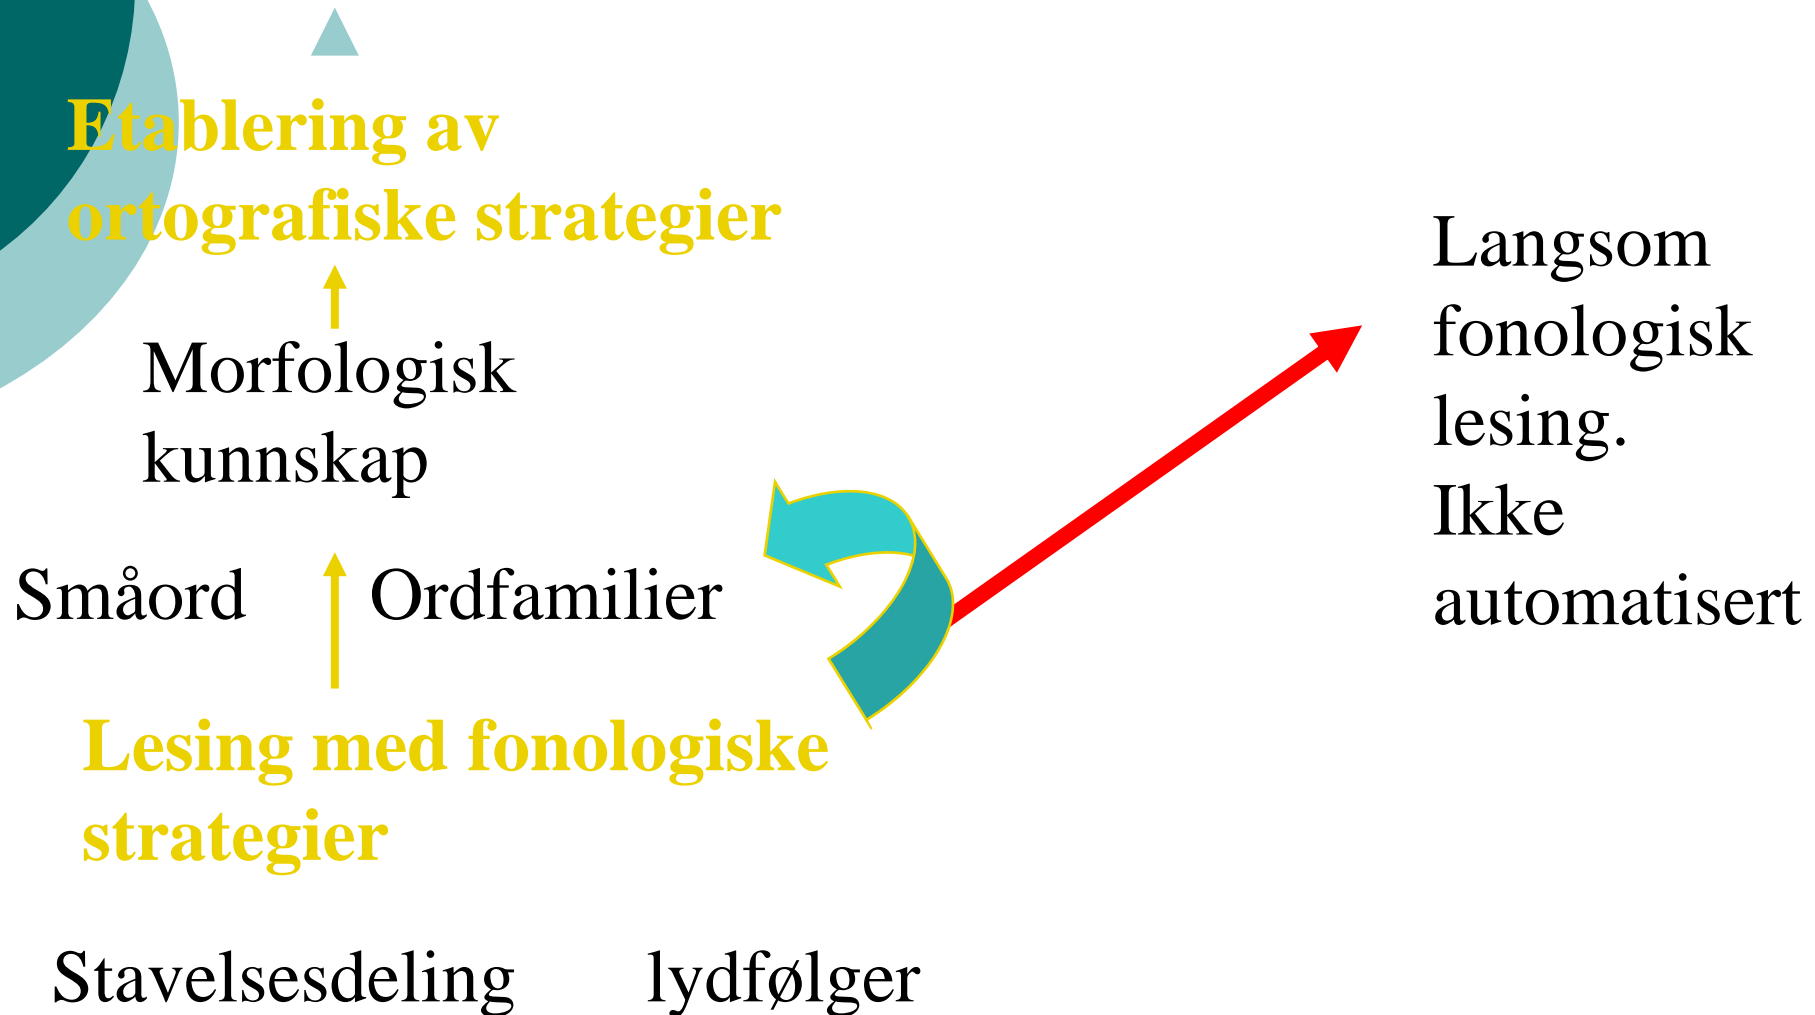 Etablering av
ortografiske strategier
Morfologisk
kunnskap
Småord Ordfamilier
Lesing med fonologiske
strategier
Stavelsesdeling lydfølger
Langsom
fonologisk
lesing.
Ikke
automatisert